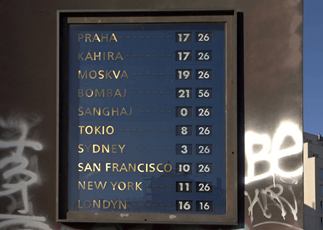 PRAHA 17 26
KAHIRA 17 26
MOSKVA 19 26
BOMBAJ 21 56
SANGHAJ 0 26
TOKIO 8 26
SYDNEY 3 26
SAN FRANCISCO 10 26
NEW YORK 11 26
LONDYN 16 16